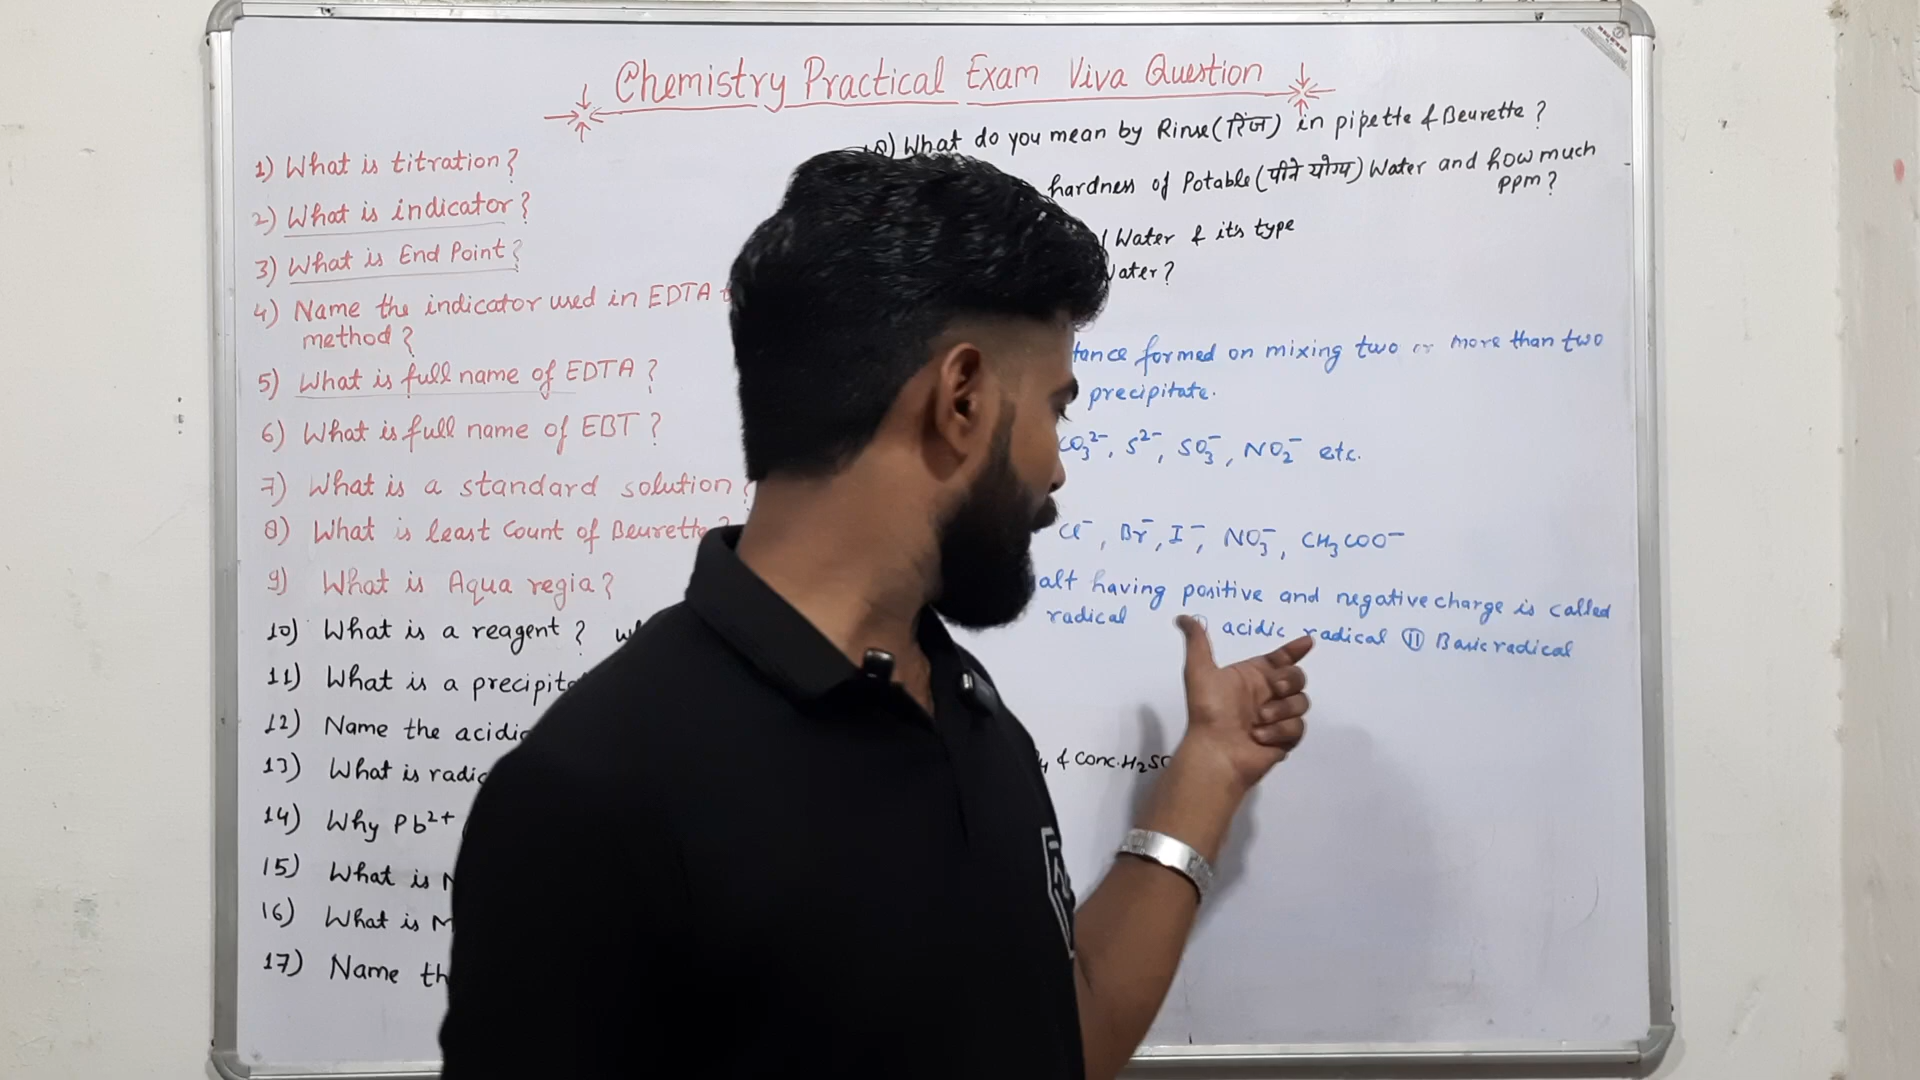 Chemistry Practical Exam Viva Question
1) What is titration?
2) What is indicator?
3) What is End Point?
4) Name the indicator used in EDTA
method?
5) What is full name of EDTA?
6) What is full name of EBT?
7) What is a standard solution?
8) What is least Count of Beurette?
9) What is Aqua regia?
10) What is a reagent?
11) What is a
12) Name the
13) What is
14) Why Pb²⁺
15) What is
16) What is
17) Name
What do you mean by Rinse (रिंज) in pipette & Beurette?
hardness of Potable (पीने योग्य) Water and how much
ppm?
Water & its type
Water?
formed on mixing two or more than two
precipitate.
CO₃²⁻, S²⁻, SO₃⁻, NO₂⁻ etc.
Cl⁻, Br⁻, I⁻, NO₃⁻, CH₃COO⁻
having positive and negative charge is called
radical acidic radical (II) Basic radical
& Conc. H₂SO